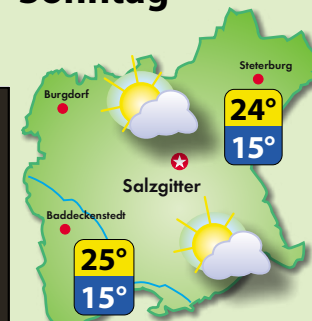 Sonntag
Steterburg
Burgdorf
24°
15°
Salzgitter
Baddeckenstedt
25°
15°